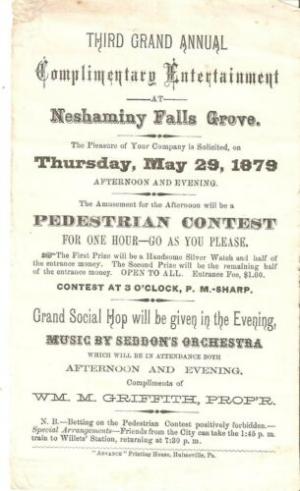 THIRD GRAND ANNUAL
Complimentary Entertainment
—AT—
Neshaminy Falls Grove.
The Pleasure of Your Company is Solicited, on
Thursday, May 29, 1879
AFTERNOON AND EVENING.
The Amusement for the Afternoon will be a
PEDESTRIAN CONTEST
FOR ONE HOUR—GO AS YOU PLEASE.
☞The First Prize will be a Handsome Silver Watch and half of
the entrance money. The Second Prize will be the remaining half
of the entrance money. OPEN TO ALL. Entrance Fee, $1.00.
CONTEST AT 3 O'CLOCK, P. M.-SHARP.
Grand Social Hop will be given in the Evening,
MUSIC BY SEDDON'S ORCHESTRA
WHICH WILL BE IN ATTENDANCE BOTH
AFTERNOON AND EVENING.
Compliments of
WM. M. GRIFFITH, PROP'R.
N. B.—Betting on the Pedestrian Contest positively forbidden.—
Special Arrangements—Friends from the City can take the 1:45 p. m.
train to Willets' Station, returning at 7:30 p. m.
"ADVANCE" Printing House, Hulmeville, Pa.